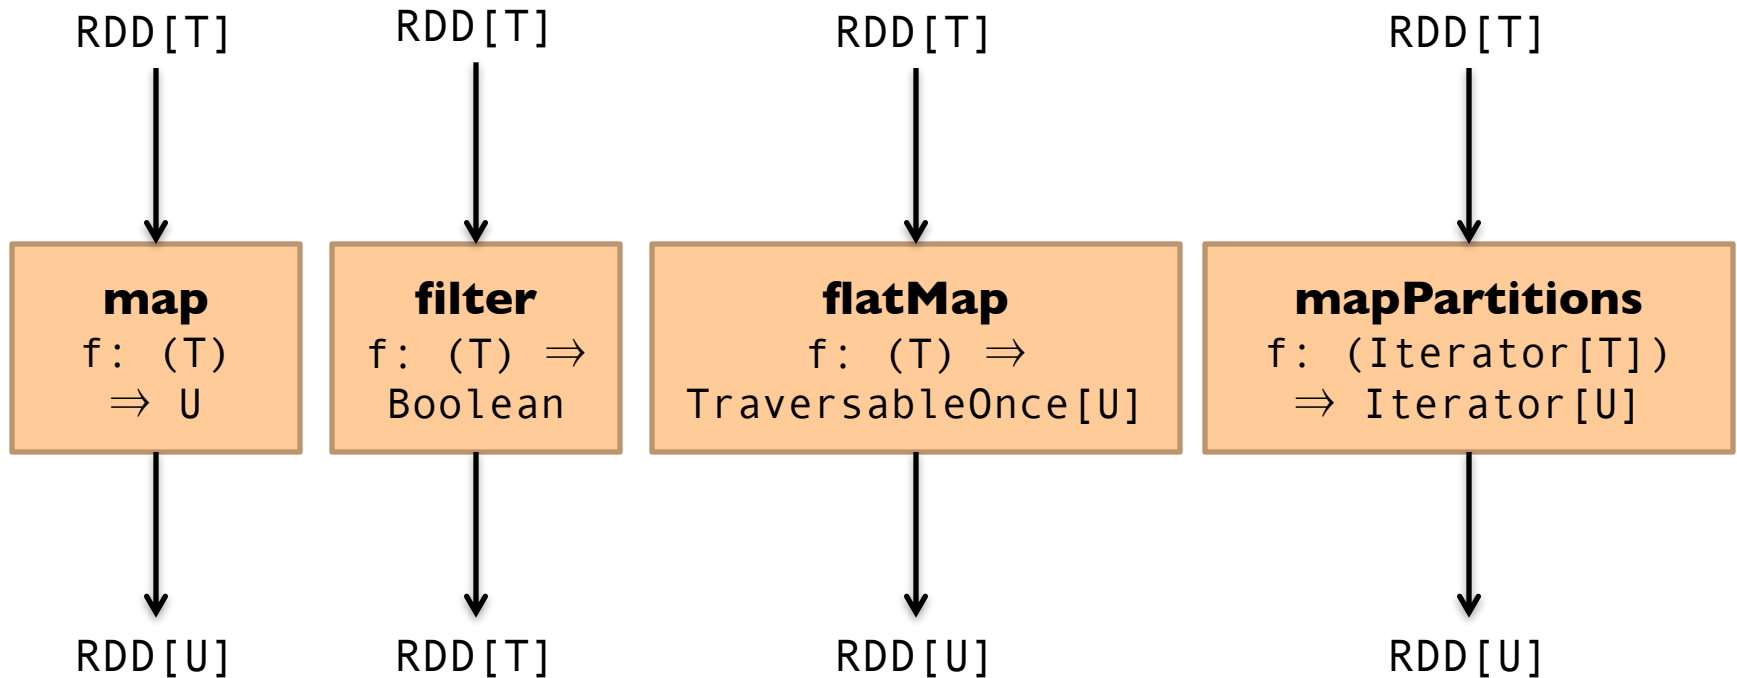 RDD[T]
RDD[T]
RDD[T]
RDD[T]
map
f: (T)
⇒ U
filter
f: (T) ⇒
Boolean
flatMap
f: (T) ⇒
TraversableOnce[U]
mapPartitions
f: (Iterator[T])
⇒ Iterator[U]
RDD[U]
RDD[T]
RDD[U]
RDD[U]